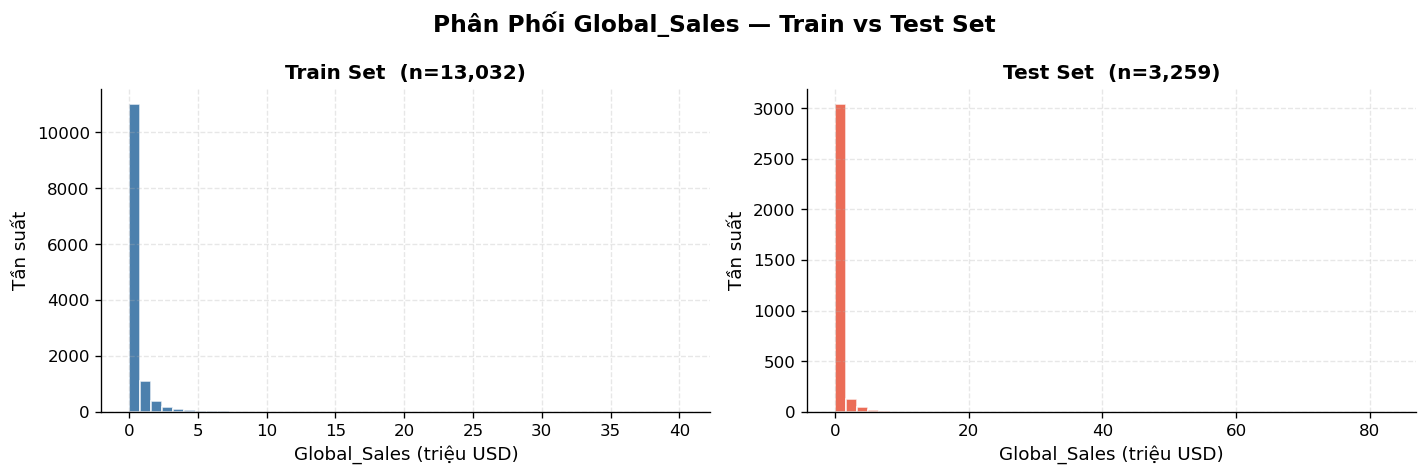 Phân Phối Global_Sales — Train vs Test Set
Train Set (n=13,032)
Tần suất
10000
8000
6000
4000
2000
0
0 5 10 15 20 25 30 35 40
Global_Sales (triệu USD)
Test Set (n=3,259)
Tần suất
3000
2500
2000
1500
1000
500
0
0 20 40 60 80
Global_Sales (triệu USD)